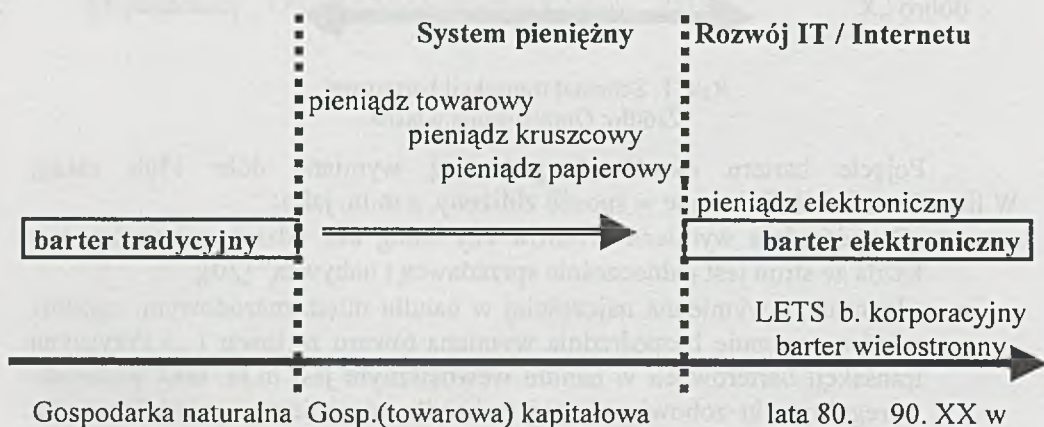 System pieniężny Rozwój IT / Internetu
pieniądz towarowy
pieniądz kruszcowy
pieniądz papierowy
pieniądz elektroniczny
barter tradycyjny barter elektroniczny
LETS b. korporacyjny
barter wielostronny
Gospodarka naturalna Gosp.(towarowa) kapitałowa lata 80. 90. XX w